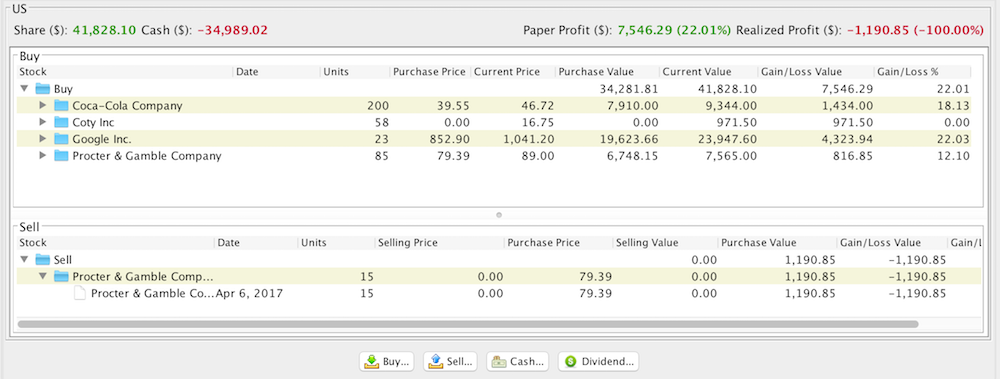 US
Share ($): 41,828.10 Cash ($): -34,989.02 Paper Profit ($): 7,546.29 (22.01%) Realized Profit ($): -1,190.85 (-100.00%)
Buy
Stock Date Units Purchase Price Current Price Purchase Value Current Value Gain/Loss Value Gain/Loss %
Buy 34,281.81 41,828.10 7,546.29 22.01
Coca-Cola Company 200 39.55 46.72 7,910.00 9,344.00 1,434.00 18.13
Coty Inc 58 0.00 16.75 0.00 971.50 971.50 0.00
Google Inc. 23 852.90 1,041.20 19,623.66 23,947.60 4,323.94 22.03
Procter & Gamble Company 85 79.39 89.00 6,748.15 7,565.00 816.85 12.10
Sell
Stock Date Units Selling Price Purchase Price Selling Value Purchase Value Gain/Loss Value Gain/L
Sell 0.00 1,190.85 -1,190.85
Procter & Gamble Comp... 15 0.00 79.39 0.00 1,190.85 -1,190.85
Procter & Gamble Co... Apr 6, 2017 15 0.00 79.39 0.00 1,190.85 -1,190.85
Buy... Sell... Cash... Dividend...